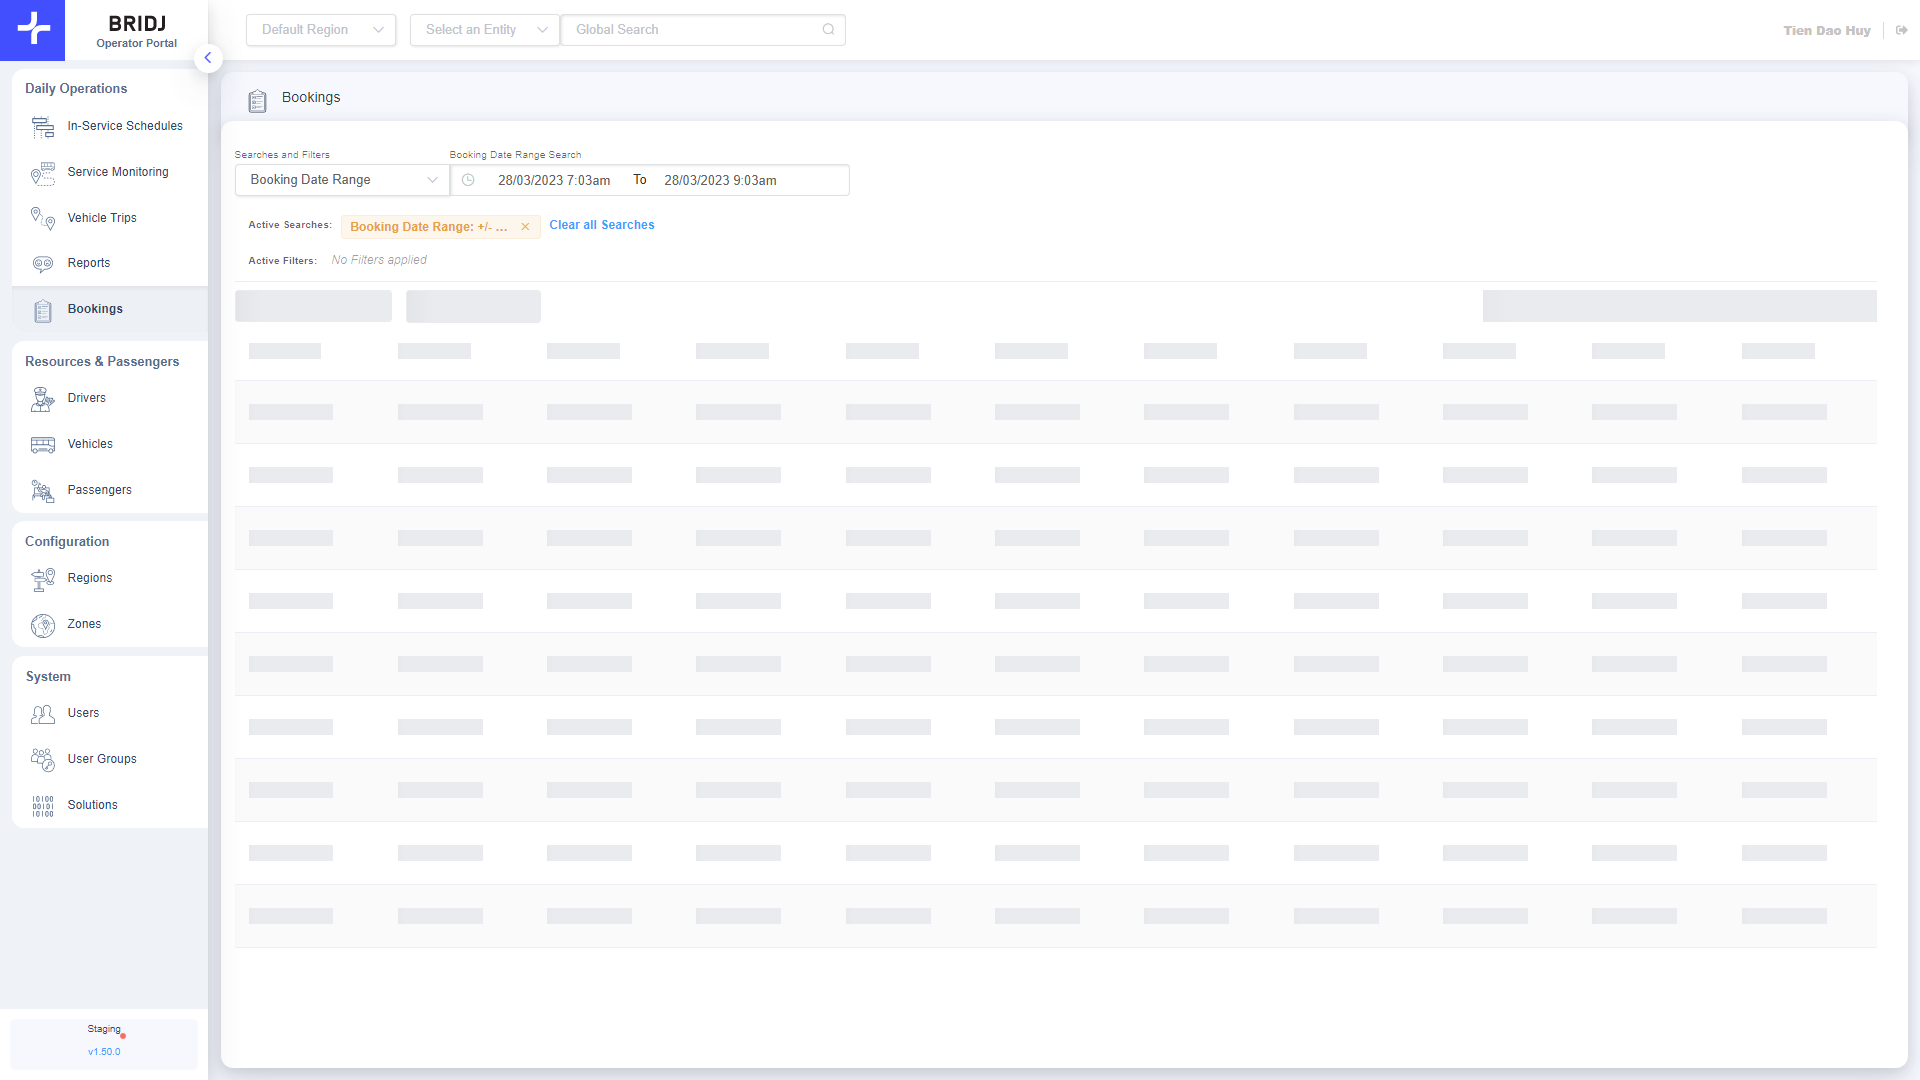 BRIDJ
Operator Portal
Default Region
Select an Entity
Global Search
Tien Dao Huy
Daily Operations
In-Service Schedules
Service Monitoring
Vehicle Trips
Reports
Bookings
Resources & Passengers
Drivers
Vehicles
Passengers
Configuration
Regions
Zones
System
Users
User Groups
Solutions
Staging
v1.50.0
Bookings
Searches and Filters
Booking Date Range Search
Booking Date Range
28/03/2023 7:03am To 28/03/2023 9:03am
Active Searches: Booking Date Range: +/- ... Clear all Searches
Active Filters: No Filters applied